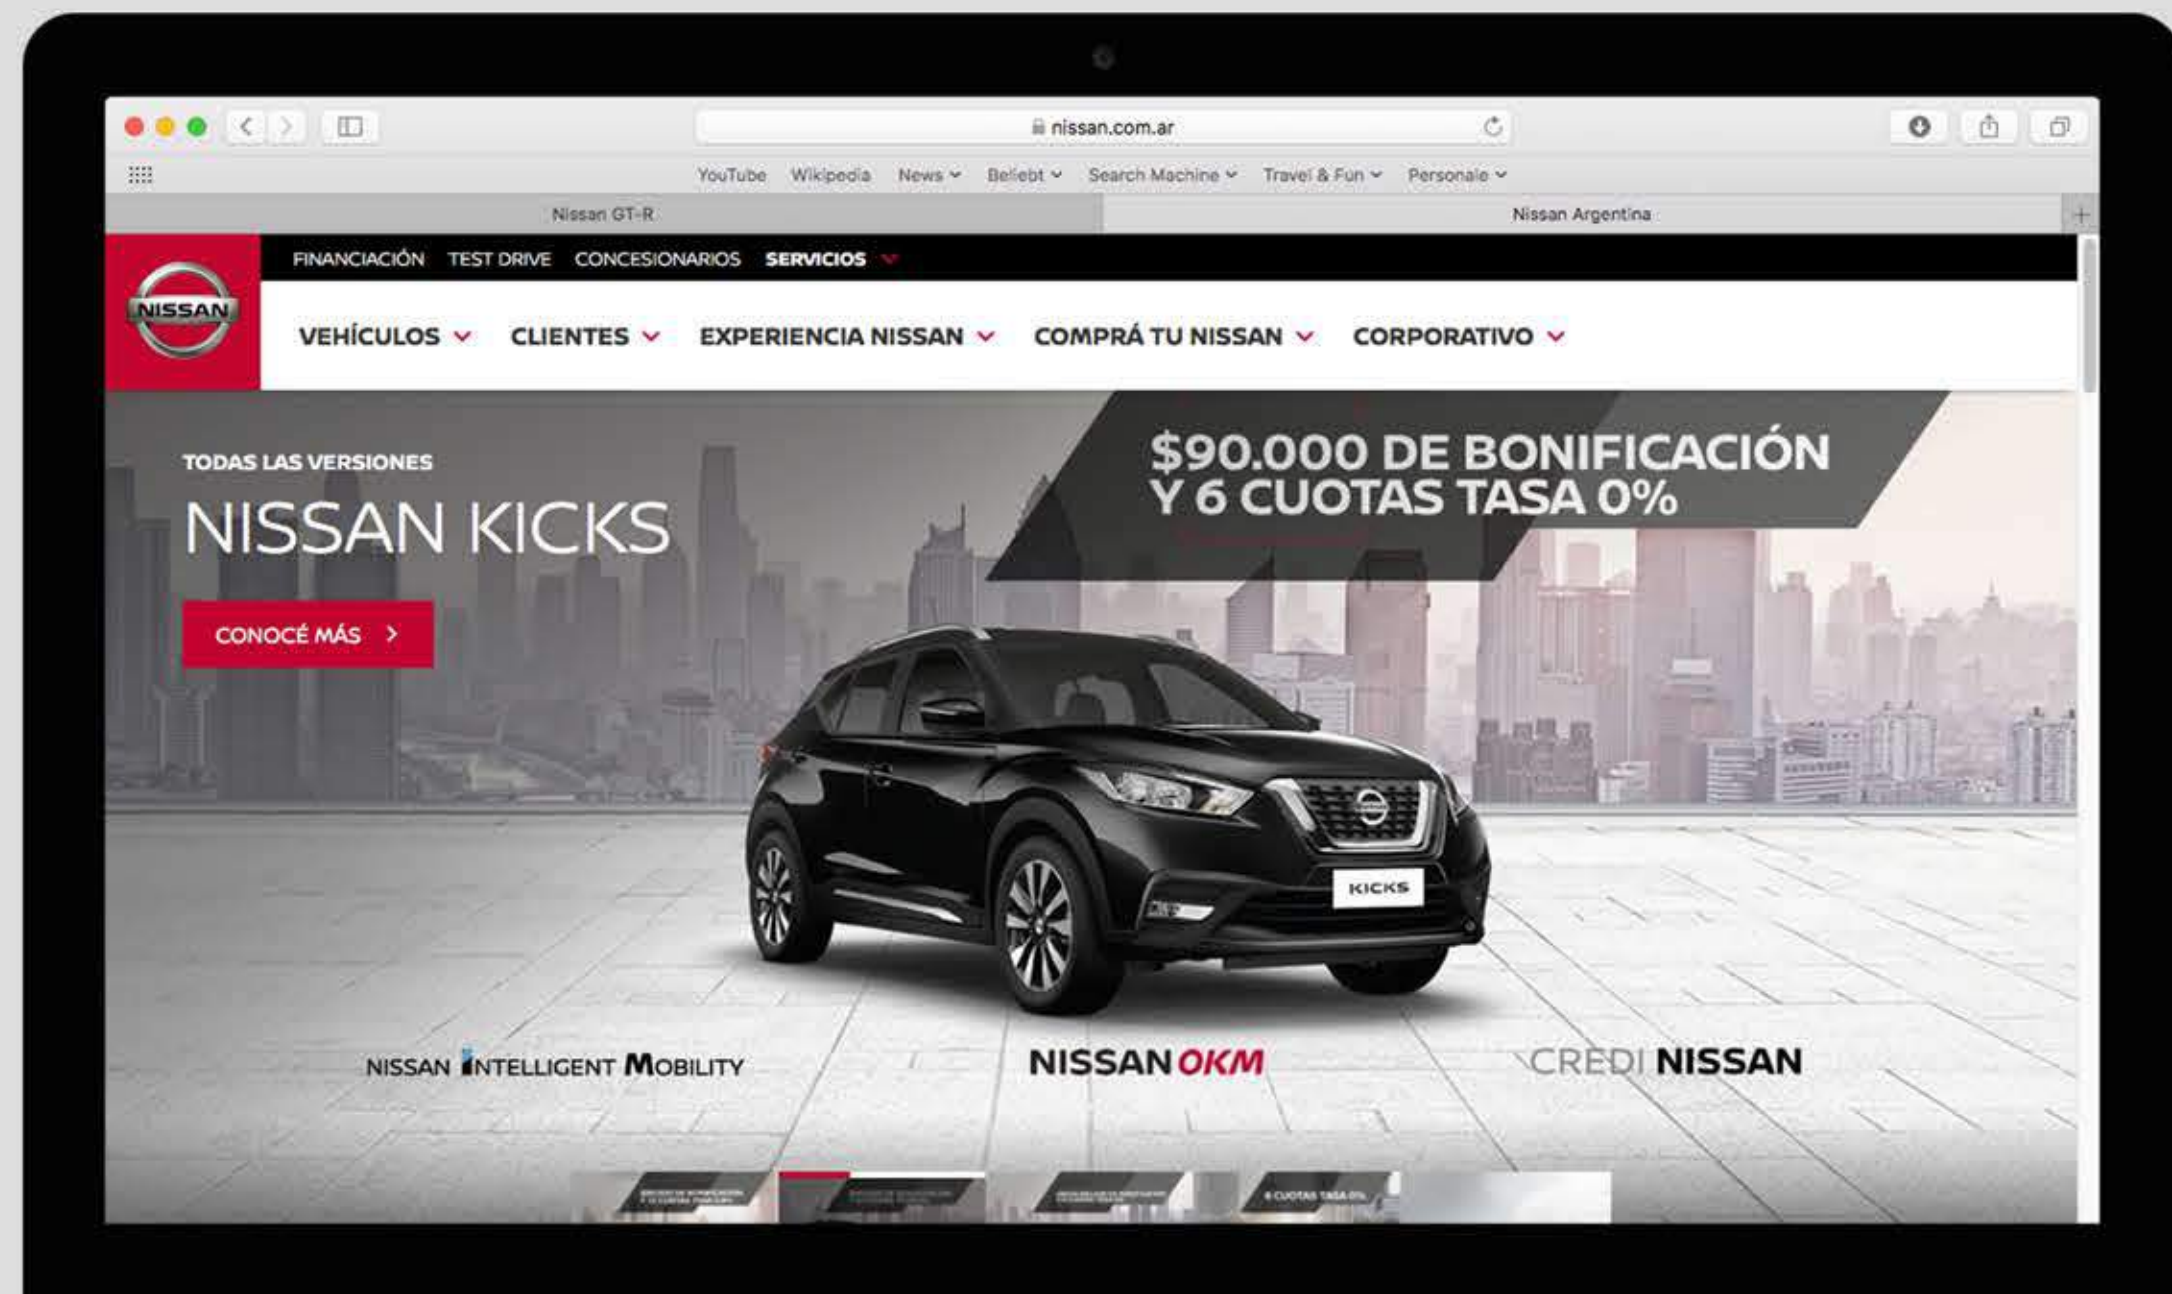 nissan.com.ar
YouTube Wikipedia News Beliebt Search Machine Travel & Fun Personale
Nissan GT-R
Nissan Argentina
NISSAN
FINANCIACIÓN TEST DRIVE CONCESIONARIOS SERVICIOS
VEHÍCULOS CLIENTES EXPERIENCIA NISSAN COMPRÁ TU NISSAN CORPORATIVO
TODAS LAS VERSIONES
NISSAN KICKS
CONOCÉ MÁS
$90.000 DE BONIFICACIÓN
Y 6 CUOTAS TASA 0%
KICKS
NISSAN INTELLIGENT MOBILITY
NISSAN OKM
CREDI NISSAN
6 CUOTAS TASA 0%